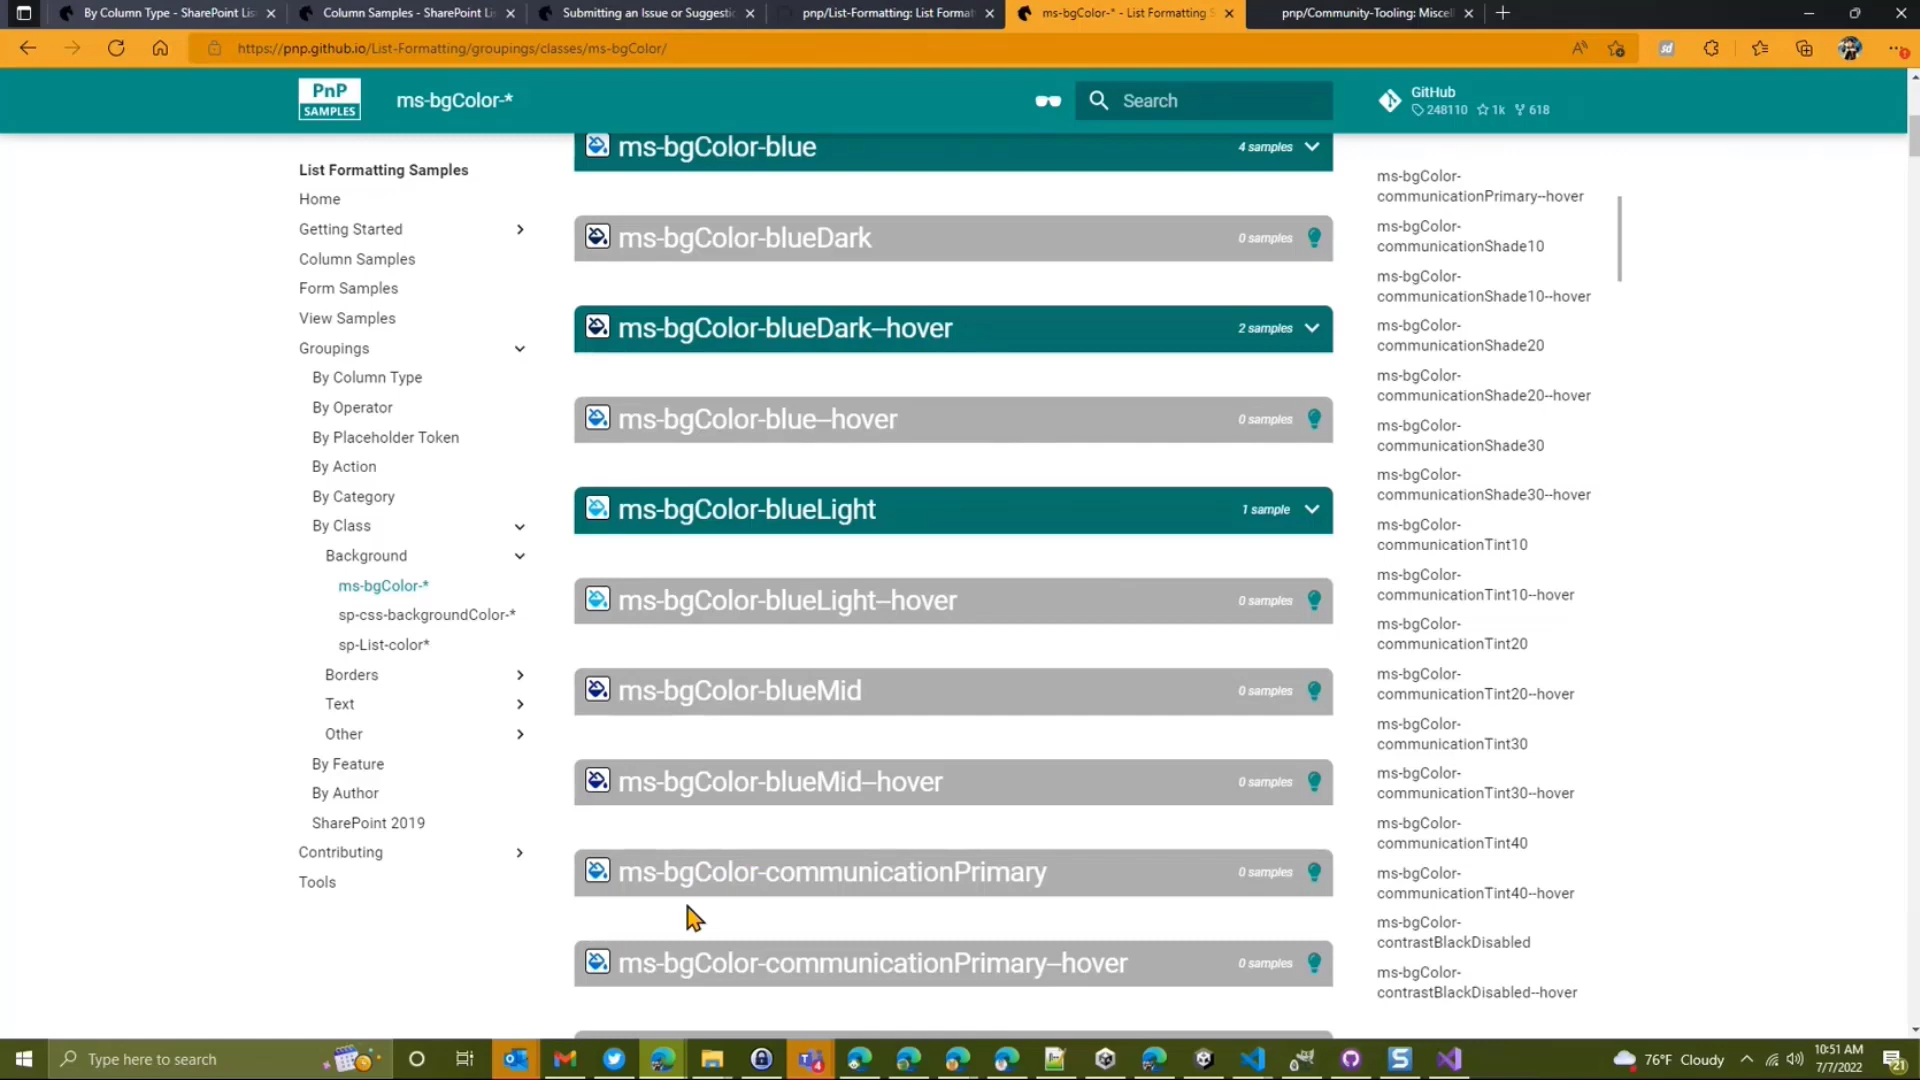 By Column Type - SharePoint Lis
Column Samples - SharePoint Li
Submitting an Issue or Suggesti
pnp/List-Formatting: List Format
ms-bgColor-* - List Formatting S
pnp/Community-Tooling: Miscel
https://pnp.github.io/List-Formatting/groupings/classes/ms-bgColor/
PnP
SAMPLES
ms-bgColor-*
Search
GitHub
248110 1k 618
List Formatting Samples
Home
Getting Started
Column Samples
Form Samples
View Samples
Groupings
By Column Type
By Operator
By Placeholder Token
By Action
By Category
By Class
Background
ms-bgColor-*
sp-css-backgroundColor-*
sp-List-color*
Borders
Text
Other
By Feature
By Author
SharePoint 2019
Contributing
Tools
ms-bgColor-blue 4 samples
ms-bgColor-blueDark 0 samples
ms-bgColor-blueDark--hover 2 samples
ms-bgColor-blue--hover 0 samples
ms-bgColor-blueLight 1 sample
ms-bgColor-blueLight--hover 0 samples
ms-bgColor-blueMid 0 samples
ms-bgColor-blueMid--hover 0 samples
ms-bgColor-communicationPrimary 0 samples
ms-bgColor-communicationPrimary--hover 0 samples
ms-bgColor-
communicationPrimary--hover
ms-bgColor-
communicationShade10
ms-bgColor-
communicationShade10--hover
ms-bgColor-
communicationShade20
ms-bgColor-
communicationShade20--hover
ms-bgColor-
communicationShade30
ms-bgColor-
communicationShade30--hover
ms-bgColor-
communicationTint10
ms-bgColor-
communicationTint10--hover
ms-bgColor-
communicationTint20
ms-bgColor-
communicationTint20--hover
ms-bgColor-
communicationTint30
ms-bgColor-
communicationTint30--hover
ms-bgColor-
communicationTint40
ms-bgColor-
communicationTint40--hover
ms-bgColor-
contrastBlackDisabled
ms-bgColor-
contrastBlackDisabled--hover
Type here to search
76°F Cloudy
10:51 AM
7/7/2022
21